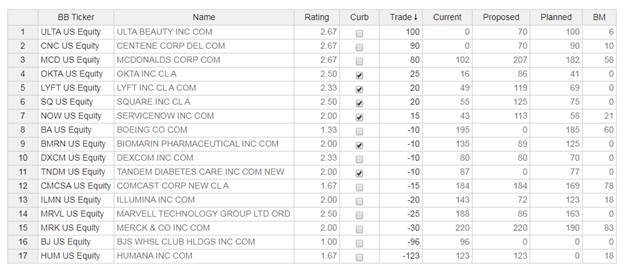 BB Ticker Name Rating Curb Trade↓ Current Proposed Planned BM
1 ULTA US Equity ULTA BEAUTY INC COM 2.67 100 0 70 100 6
2 CNC US Equity CENTENE CORP DEL COM 2.67 90 0 70 90 10
3 MCD US Equity MCDONALDS CORP COM 2.67 80 102 207 182 58
4 OKTA US Equity OKTA INC CL A 2.50 25 16 86 41 0
5 LYFT US Equity LYFT INC CL A COM 2.33 20 49 119 69 0
6 SQ US Equity SQUARE INC CL A 2.50 20 55 125 75 0
7 NOW US Equity SERVICENOW INC COM 2.00 15 43 113 58 21
8 BA US Equity BOEING CO COM 1.33 -10 195 0 185 60
9 BMRN US Equity BIOMARIN PHARMACEUTICAL INC COM 2.00 -10 135 89 125 0
10 DXCM US Equity DEXCOM INC COM 2.33 -10 80 80 70 0
11 TNDM US Equity TANDEM DIABETES CARE INC COM NEW 2.00 -10 87 0 77 0
12 CMCSA US Equity COMCAST CORP NEW CL A 1.67 -15 184 184 169 78
13 ILMN US Equity ILLUMINA INC COM 2.00 -20 143 72 123 18
14 MRVL US Equity MARVELL TECHNOLOGY GROUP LTD ORD 2.50 -25 188 86 163 0
15 MRK US Equity MERCK & CO INC COM 2.00 -30 220 220 190 83
16 BJ US Equity BJS WHSL CLUB HLDGS INC COM 1.00 -96 96 0 0 0
17 HUM US Equity HUMANA INC COM 1.67 -123 123 123 0 18